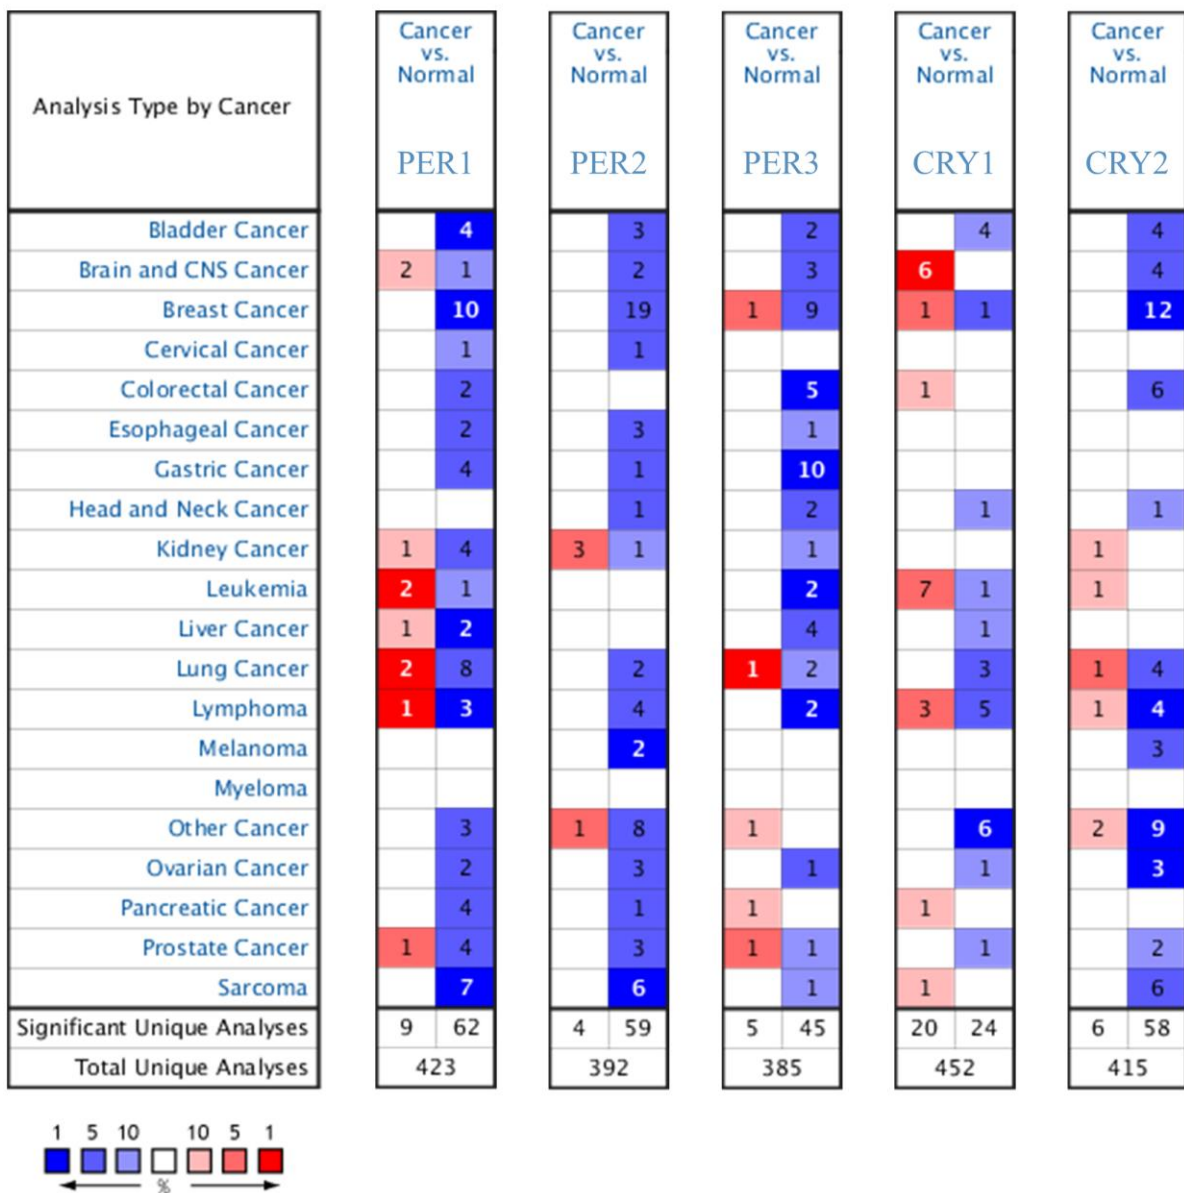 Analysis Type by Cancer
Cancer vs. Normal PER1
Cancer vs. Normal PER2
Cancer vs. Normal PER3
Cancer vs. Normal CRY1
Cancer vs. Normal CRY2
Bladder Cancer 4 3 2 4 4
Brain and CNS Cancer 2 1 2 3 6 4
Breast Cancer 10 19 1 9 1 1 12
Cervical Cancer 1 1
Colorectal Cancer 2 5 1 6
Esophageal Cancer 2 3 1
Gastric Cancer 4 1 10
Head and Neck Cancer 1 2 1 1
Kidney Cancer 1 4 3 1 1 1
Leukemia 2 1 2 7 1 1
Liver Cancer 1 2 4 1
Lung Cancer 2 8 2 1 2 3 1 4
Lymphoma 1 3 4 2 3 5 1 4
Melanoma 2 3
Myeloma
Other Cancer 3 1 8 1 6 2 9
Ovarian Cancer 2 3 1 1 3
Pancreatic Cancer 4 1 1 1
Prostate Cancer 1 4 3 1 1 1 2
Sarcoma 7 6 1 1 6
Significant Unique Analyses 9 62 4 59 5 45 20 24 6 58
Total Unique Analyses 423 392 385 452 415
1 5 10 10 5 1
%